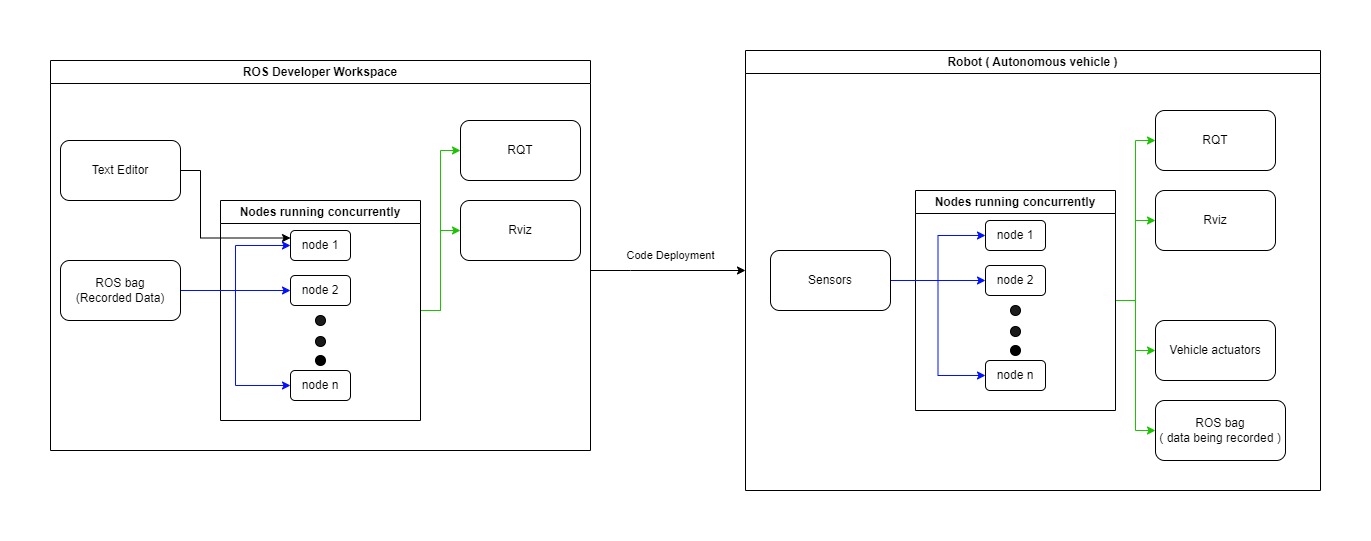 ROS Developer Workspace
Text Editor
ROS bag
(Recorded Data)
Nodes running concurrently
node 1
node 2
node n
RQT
Rviz
Code Deployment
Robot ( Autonomous vehicle )
Sensors
Nodes running concurrently
node 1
node 2
node n
RQT
Rviz
Vehicle actuators
ROS bag
( data being recorded )